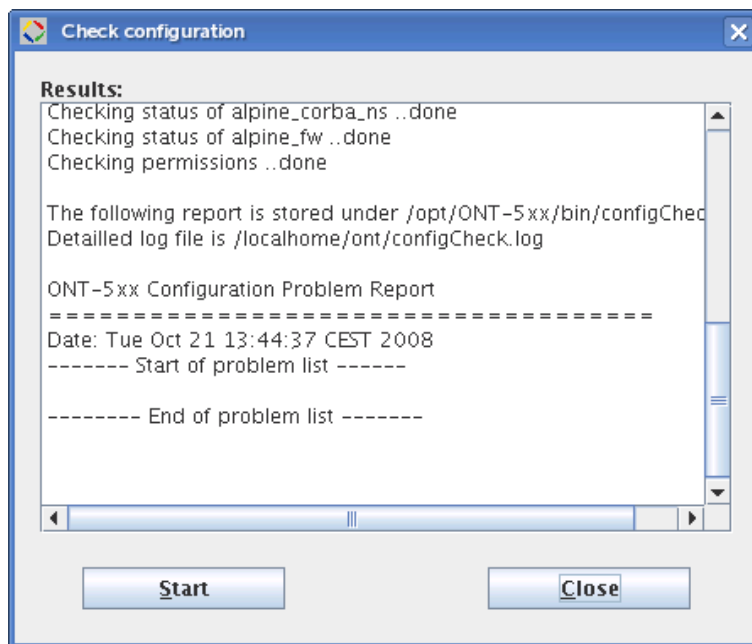 Check configuration
Results:
Checking status of alpine_corba_ns ..done
Checking status of alpine_fw ..done
Checking permissions ..done
The following report is stored under /opt/ONT-5xx/bin/configChec
Detailled log file is /localhome/ont/configCheck.log
ONT-5xx Configuration Problem Report
=====================================
Date: Tue Oct 21 13:44:37 CEST 2008
------- Start of problem list ------
-------- End of problem list -------
Start
Close